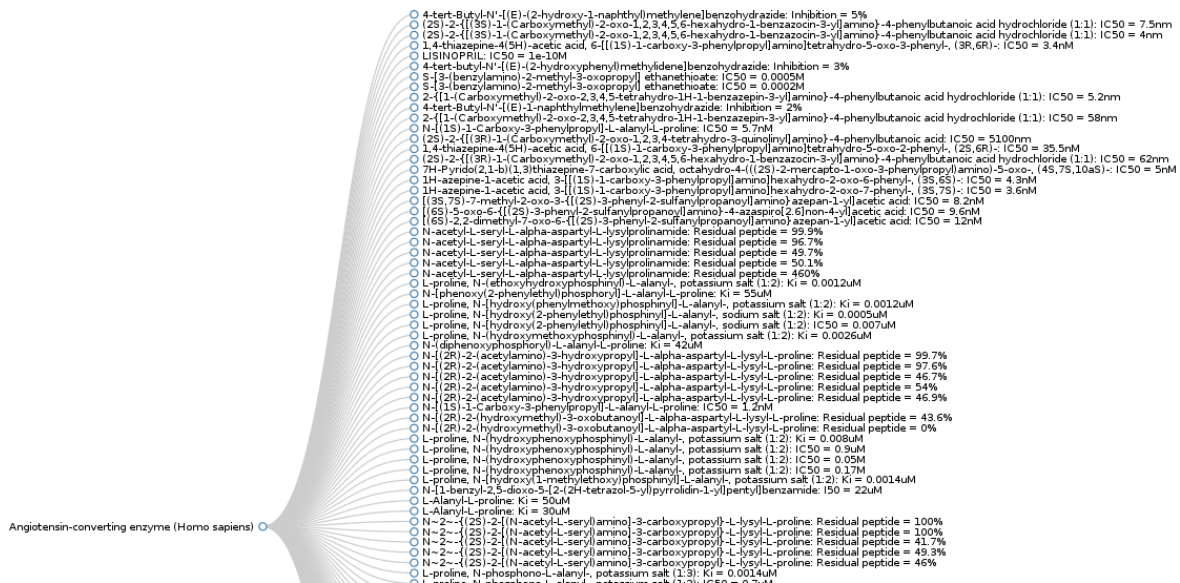 4-tert-Butyl-N'-[(E)-(2-hydroxy-1-naphthyl)methylene]benzohydrazide: Inhibition = 5%
(2S)-2-{[(3S)-1-(Carboxymethyl)-2-oxo-1,2,3,4,5,6-hexahydro-1-benzazocin-3-yl]amino}-4-phenylbutanoic acid hydrochloride (1:1): IC50 = 7.5nm
(2S)-2-{[(3S)-1-(Carboxymethyl)-2-oxo-1,2,3,4,5,6-hexahydro-1-benzazocin-3-yl]amino}-4-phenylbutanoic acid hydrochloride (1:1): IC50 = 4nm
1,4-thiazepine-4(5H)-acetic acid, 6-[[(1S)-1-carboxy-3-phenylpropyl]amino]tetrahydro-5-oxo-3-phenyl-, (3R,6R)-: IC50 = 3.4nM
LISINOPRIL: IC50 = 1e-10M
4-tert-butyl-N'-[(E)-(2-hydroxyphenyl)methylidene]benzohydrazide: Inhibition = 3%
S-[3-(benzylamino)-2-methyl-3-oxopropyl] ethanethioate: IC50 = 0.0005M
S-[3-(benzylamino)-2-methyl-3-oxopropyl] ethanethioate: IC50 = 0.0002M
2-{[1-(Carboxymethyl)-2-oxo-2,3,4,5-tetrahydro-1H-1-benzazepin-3-yl]amino}-4-phenylbutanoic acid hydrochloride (1:1): IC50 = 5.2nm
4-tert-Butyl-N'-[(E)-1-naphthylmethylene]benzohydrazide: Inhibition = 2%
2-{[1-(Carboxymethyl)-2-oxo-2,3,4,5-tetrahydro-1H-1-benzazepin-3-yl]amino}-4-phenylbutanoic acid hydrochloride (1:1): IC50 = 58nm
N-[(1S)-1-Carboxy-3-phenylpropyl]-L-alanyl-L-proline: IC50 = 5.7nM
(2S)-2-{[(3R)-1-(Carboxymethyl)-2-oxo-1,2,3,4-tetrahydro-3-quinolinyl]amino}-4-phenylbutanoic acid: IC50 = 5100nm
1,4-thiazepine-4(5H)-acetic acid, 6-[[(1S)-1-carboxy-3-phenylpropyl]amino]tetrahydro-5-oxo-2-phenyl-, (2S,6R)-: IC50 = 35.5nM
(2S)-2-{[(3R)-1-(Carboxymethyl)-2-oxo-1,2,3,4,5,6-hexahydro-1-benzazocin-3-yl]amino}-4-phenylbutanoic acid hydrochloride (1:1): IC50 = 62nm
7H-Pyrido(2,1-b)(1,3)thiazepine-7-carboxylic acid, octahydro-4-(((2S)-2-mercapto-1-oxo-3-phenylpropyl)amino)-5-oxo-, (4S,7S,10aS)-: IC50 = 5nM
1H-azepine-1-acetic acid, 3-[[(1S)-1-carboxy-3-phenylpropyl]amino]hexahydro-2-oxo-6-phenyl-, (3S,6S)-: IC50 = 4.3nM
1H-azepine-1-acetic acid, 3-[[(1S)-1-carboxy-3-phenylpropyl]amino]hexahydro-2-oxo-7-phenyl-, (3S,7S)-: IC50 = 3.6nM
[(3S,7S)-7-methyl-2-oxo-3-{[(2S)-3-phenyl-2-sulfanylpropanoyl]amino}azepan-1-yl]acetic acid: IC50 = 8.2nM
[(6S)-5-oxo-6-{[(2S)-3-phenyl-2-sulfanylpropanoyl]amino}-4-azaspiro[2.6]non-4-yl]acetic acid: IC50 = 9.6nM
[(6S)-2,2-dimethyl-7-oxo-6-{[(2S)-3-phenyl-2-sulfanylpropanoyl]amino}azepan-1-yl]acetic acid: IC50 = 12nM
N-acetyl-L-seryl-L-alpha-aspartyl-L-lysylprolinamide: Residual peptide = 99.9%
N-acetyl-L-seryl-L-alpha-aspartyl-L-lysylprolinamide: Residual peptide = 96.7%
N-acetyl-L-seryl-L-alpha-aspartyl-L-lysylprolinamide: Residual peptide = 49.7%
N-acetyl-L-seryl-L-alpha-aspartyl-L-lysylprolinamide: Residual peptide = 50.1%
N-acetyl-L-seryl-L-alpha-aspartyl-L-lysylprolinamide: Residual peptide = 460%
L-proline, N-(ethoxyhydroxyphosphinyl)-L-alanyl-, potassium salt (1:2): Ki = 0.0012uM
N-[phenoxy(2-phenylethyl)phosphoryl]-L-alanyl-L-proline: Ki = 55uM
L-proline, N-[hydroxy(phenylmethoxy)phosphinyl]-L-alanyl-, potassium salt (1:2): Ki = 0.0012uM
L-proline, N-[hydroxy(2-phenylethyl)phosphinyl]-L-alanyl-, sodium salt (1:2): Ki = 0.0005uM
L-proline, N-[hydroxy(2-phenylethyl)phosphinyl]-L-alanyl-, sodium salt (1:2): IC50 = 0.007uM
L-proline, N-(hydroxymethoxyphosphinyl)-L-alanyl-, potassium salt (1:2): Ki = 0.0026uM
N-(diphenoxyphosphoryl)-L-alanyl-L-proline: Ki = 42uM
N-[(2R)-2-(acetylamino)-3-hydroxypropyl]-L-alpha-aspartyl-L-lysyl-L-proline: Residual peptide = 99.7%
N-[(2R)-2-(acetylamino)-3-hydroxypropyl]-L-alpha-aspartyl-L-lysyl-L-proline: Residual peptide = 97.6%
N-[(2R)-2-(acetylamino)-3-hydroxypropyl]-L-alpha-aspartyl-L-lysyl-L-proline: Residual peptide = 46.7%
N-[(2R)-2-(acetylamino)-3-hydroxypropyl]-L-alpha-aspartyl-L-lysyl-L-proline: Residual peptide = 54%
N-[(2R)-2-(acetylamino)-3-hydroxypropyl]-L-alpha-aspartyl-L-lysyl-L-proline: Residual peptide = 46.9%
N-[(1S)-1-Carboxy-3-phenylpropyl]-L-alanyl-L-proline: IC50 = 1.2nM
N-[(2R)-2-(hydroxymethyl)-3-oxobutanoyl]-L-alpha-aspartyl-L-lysyl-L-proline: Residual peptide = 43.6%
N-[(2R)-2-(hydroxymethyl)-3-oxobutanoyl]-L-alpha-aspartyl-L-lysyl-L-proline: Residual peptide = 0%
L-proline, N-(hydroxyphenoxyphosphinyl)-L-alanyl-, potassium salt (1:2): Ki = 0.008uM
L-proline, N-(hydroxyphenoxyphosphinyl)-L-alanyl-, potassium salt (1:2): IC50 = 0.9uM
L-proline, N-(hydroxyphenoxyphosphinyl)-L-alanyl-, potassium salt (1:2): IC50 = 0.05M
L-proline, N-(hydroxyphenoxyphosphinyl)-L-alanyl-, potassium salt (1:2): IC50 = 0.17M
L-proline, N-[hydroxy(1-methylethoxy)phosphinyl]-L-alanyl-, potassium salt (1:2): Ki = 0.0014uM
N-[1-benzyl-2,5-dioxo-5-[2-(2H-tetrazol-5-yl)pyrrolidin-1-yl]pentyl]benzamide: I50 = 22uM
L-Alanyl-L-proline: Ki = 50uM
L-Alanyl-L-proline: Ki = 30uM
Angiotensin-converting enzyme (Homo sapiens)
N~2~-{(2S)-2-[(N-acetyl-L-seryl)amino]-3-carboxypropyl}-L-lysyl-L-proline: Residual peptide = 100%
N~2~-{(2S)-2-[(N-acetyl-L-seryl)amino]-3-carboxypropyl}-L-lysyl-L-proline: Residual peptide = 100%
N~2~-{(2S)-2-[(N-acetyl-L-seryl)amino]-3-carboxypropyl}-L-lysyl-L-proline: Residual peptide = 41.7%
N~2~-{(2S)-2-[(N-acetyl-L-seryl)amino]-3-carboxypropyl}-L-lysyl-L-proline: Residual peptide = 49.3%
N~2~-{(2S)-2-[(N-acetyl-L-seryl)amino]-3-carboxypropyl}-L-lysyl-L-proline: Residual peptide = 46%
L-proline, N-phosphono-L-alanyl-, potassium salt (1:3): Ki = 0.0014uM